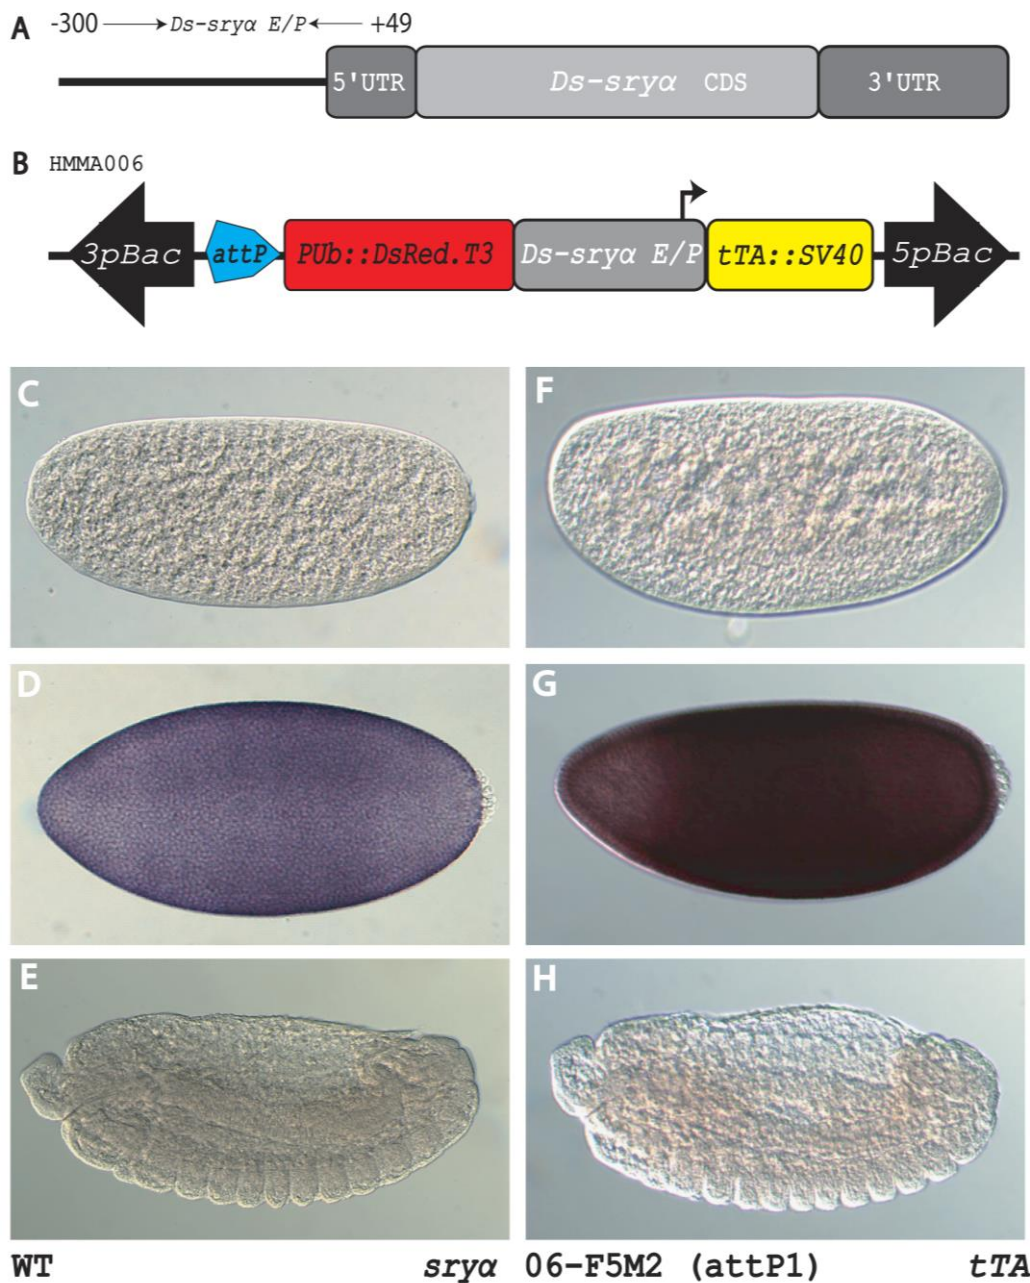 A -300 Ds-sryα E/P +49
5'UTR Ds-sryα CDS 3'UTR
B HMMA006
3pBac attP PUb::DsRed.T3 Ds-sryα E/P tTA::SV40 5pBac
C F
D G
E H
WT sryα 06-F5M2 (attP1) tTA